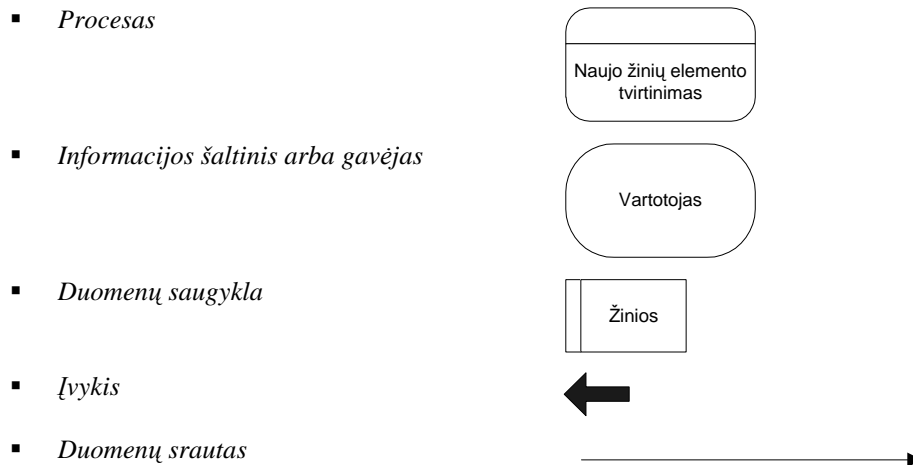 ▪ Procesas
Naujo žinių elemento
tvirtinimas
▪ Informacijos šaltinis arba gavėjas
Vartotojas
▪ Duomenų saugykla
Žinios
▪ Įvykis
▪ Duomenų srautas